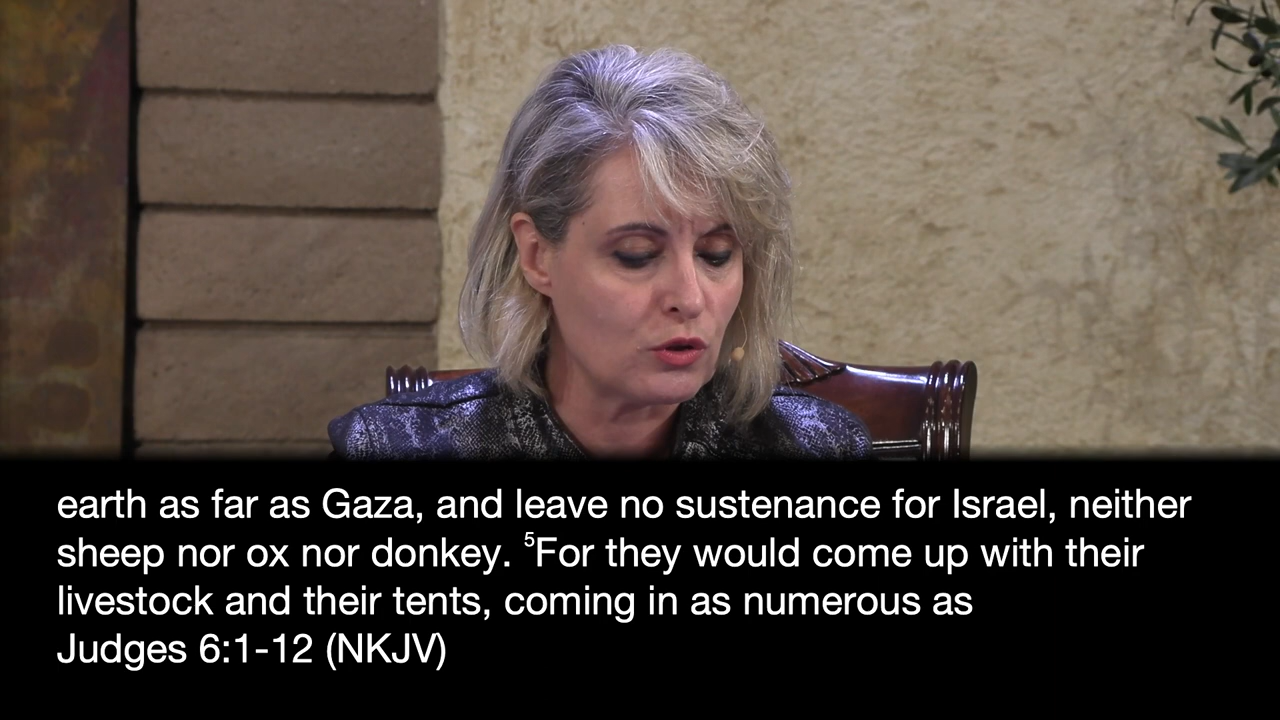 earth as far as Gaza, and leave no sustenance for Israel, neither
sheep nor ox nor donkey. ⁵For they would come up with their
livestock and their tents, coming in as numerous as
Judges 6:1-12 (NKJV)